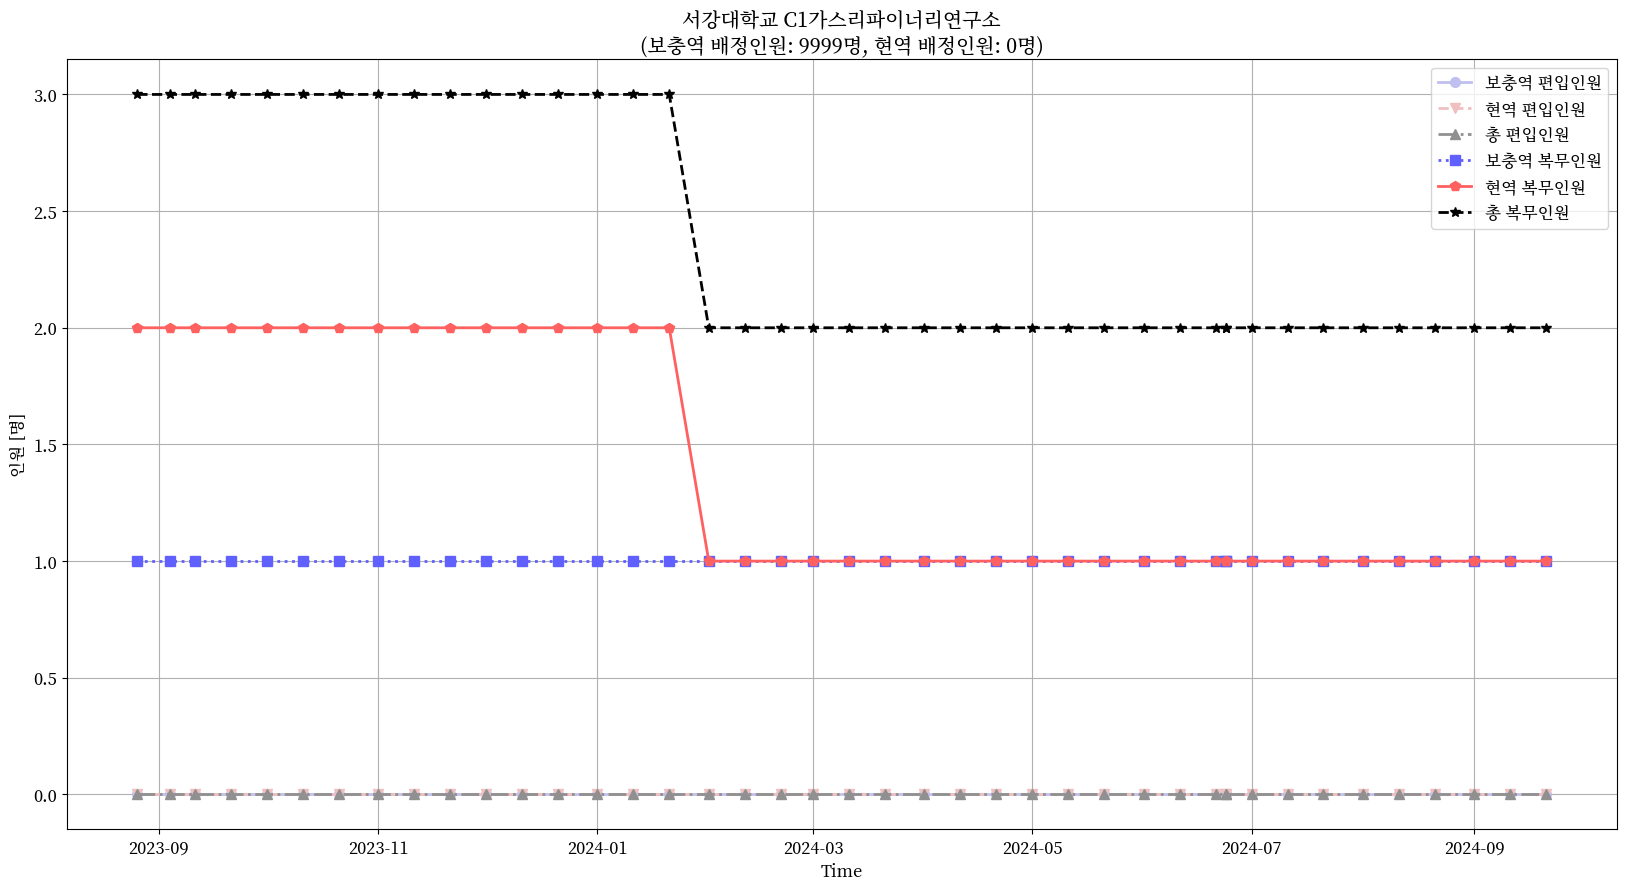 서강대학교 C1가스리파이너리연구소
(보충역 배정인원: 9999명, 현역 배정인원: 0명)
보충역 편입인원
현역 편입인원
총 편입인원
보충역 복무인원
현역 복무인원
총 복무인원
3.0
2.5
2.0
1.5
1.0
0.5
0.0
인원 [명]
2023-09 2023-11 2024-01 2024-03 2024-05 2024-07 2024-09
Time